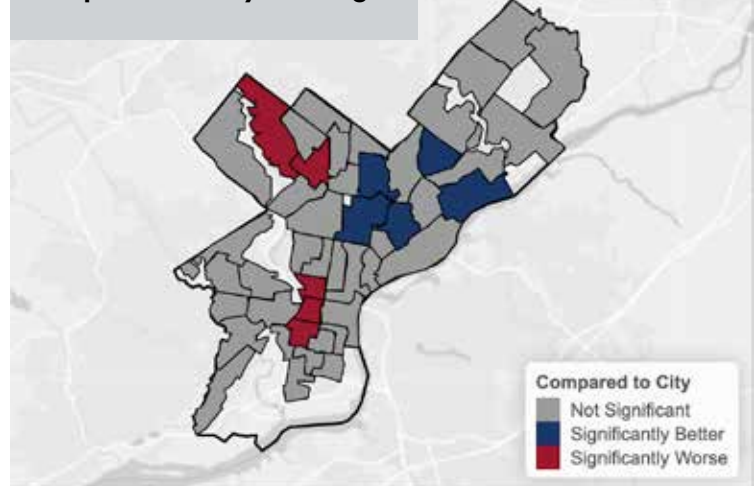 Compared to City
Not Significant
Significantly Better
Significantly Worse